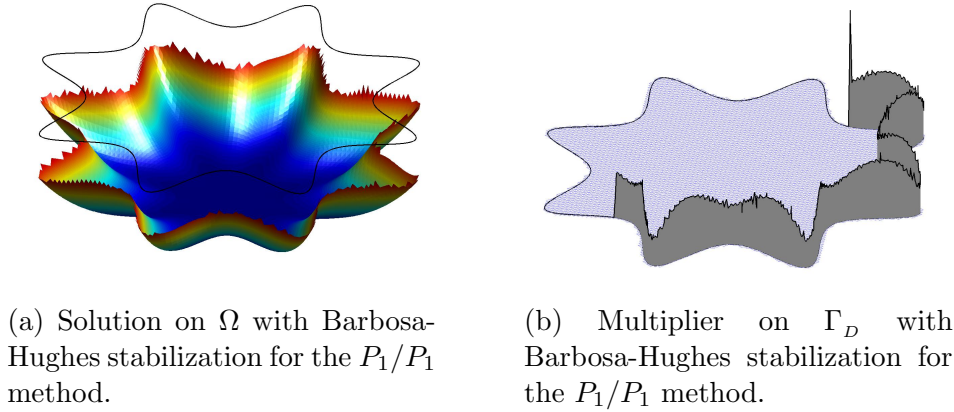 (a) Solution on Ω with Barbosa-
Hughes stabilization for the P₁/P₁
method.
(b) Multiplier on Γ_D with
Barbosa-Hughes stabilization for
the P₁/P₁ method.